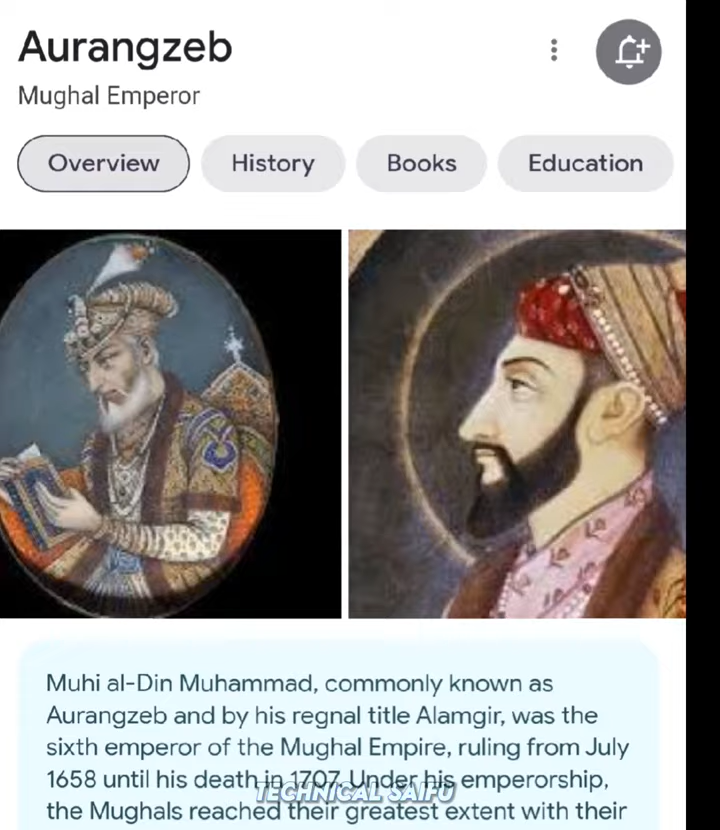 Aurangzeb
Mughal Emperor
Overview
History
Books
Education
Muhi al-Din Muhammad, commonly known as
Aurangzeb and by his regnal title Alamgir, was the
sixth emperor of the Mughal Empire, ruling from July
1658 until his death in 1707. Under his emperorship,
TECHNICAL SAIFU
the Mughals reached their greatest extent with their